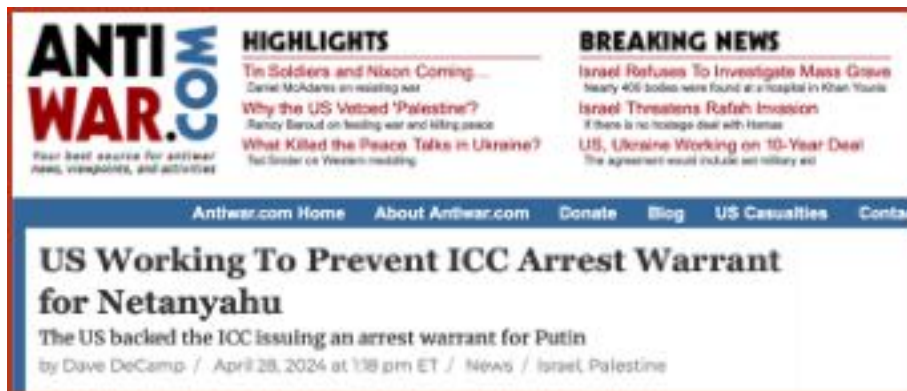 ANTI
WAR.COM
Your best source for antiwar
news, viewpoints, and activities
HIGHLIGHTS
Tin Soldiers and Nixon Coming...
Daniel McAdams on resisting war
Why the US Vetoed 'Palestine'?
Ramzy Baroud on feeding war and killing peace
What Killed the Peace Talks in Ukraine?
Ted Snider on Western meddling
BREAKING NEWS
Israel Refuses To Investigate Mass Grave
Nearly 400 bodies were found at a hospital in Khan Younis
Israel Threatens Rafah Invasion
If there is no hostage deal with Hamas
US, Ukraine Working on 10-Year Deal
The agreement would include set military aid
Antiwar.com Home About Antiwar.com Donate Blog US Casualties Conta
US Working To Prevent ICC Arrest Warrant
for Netanyahu
The US backed the ICC issuing an arrest warrant for Putin
by Dave DeCamp / April 28, 2024 at 1:18 pm ET / News / Israel, Palestine